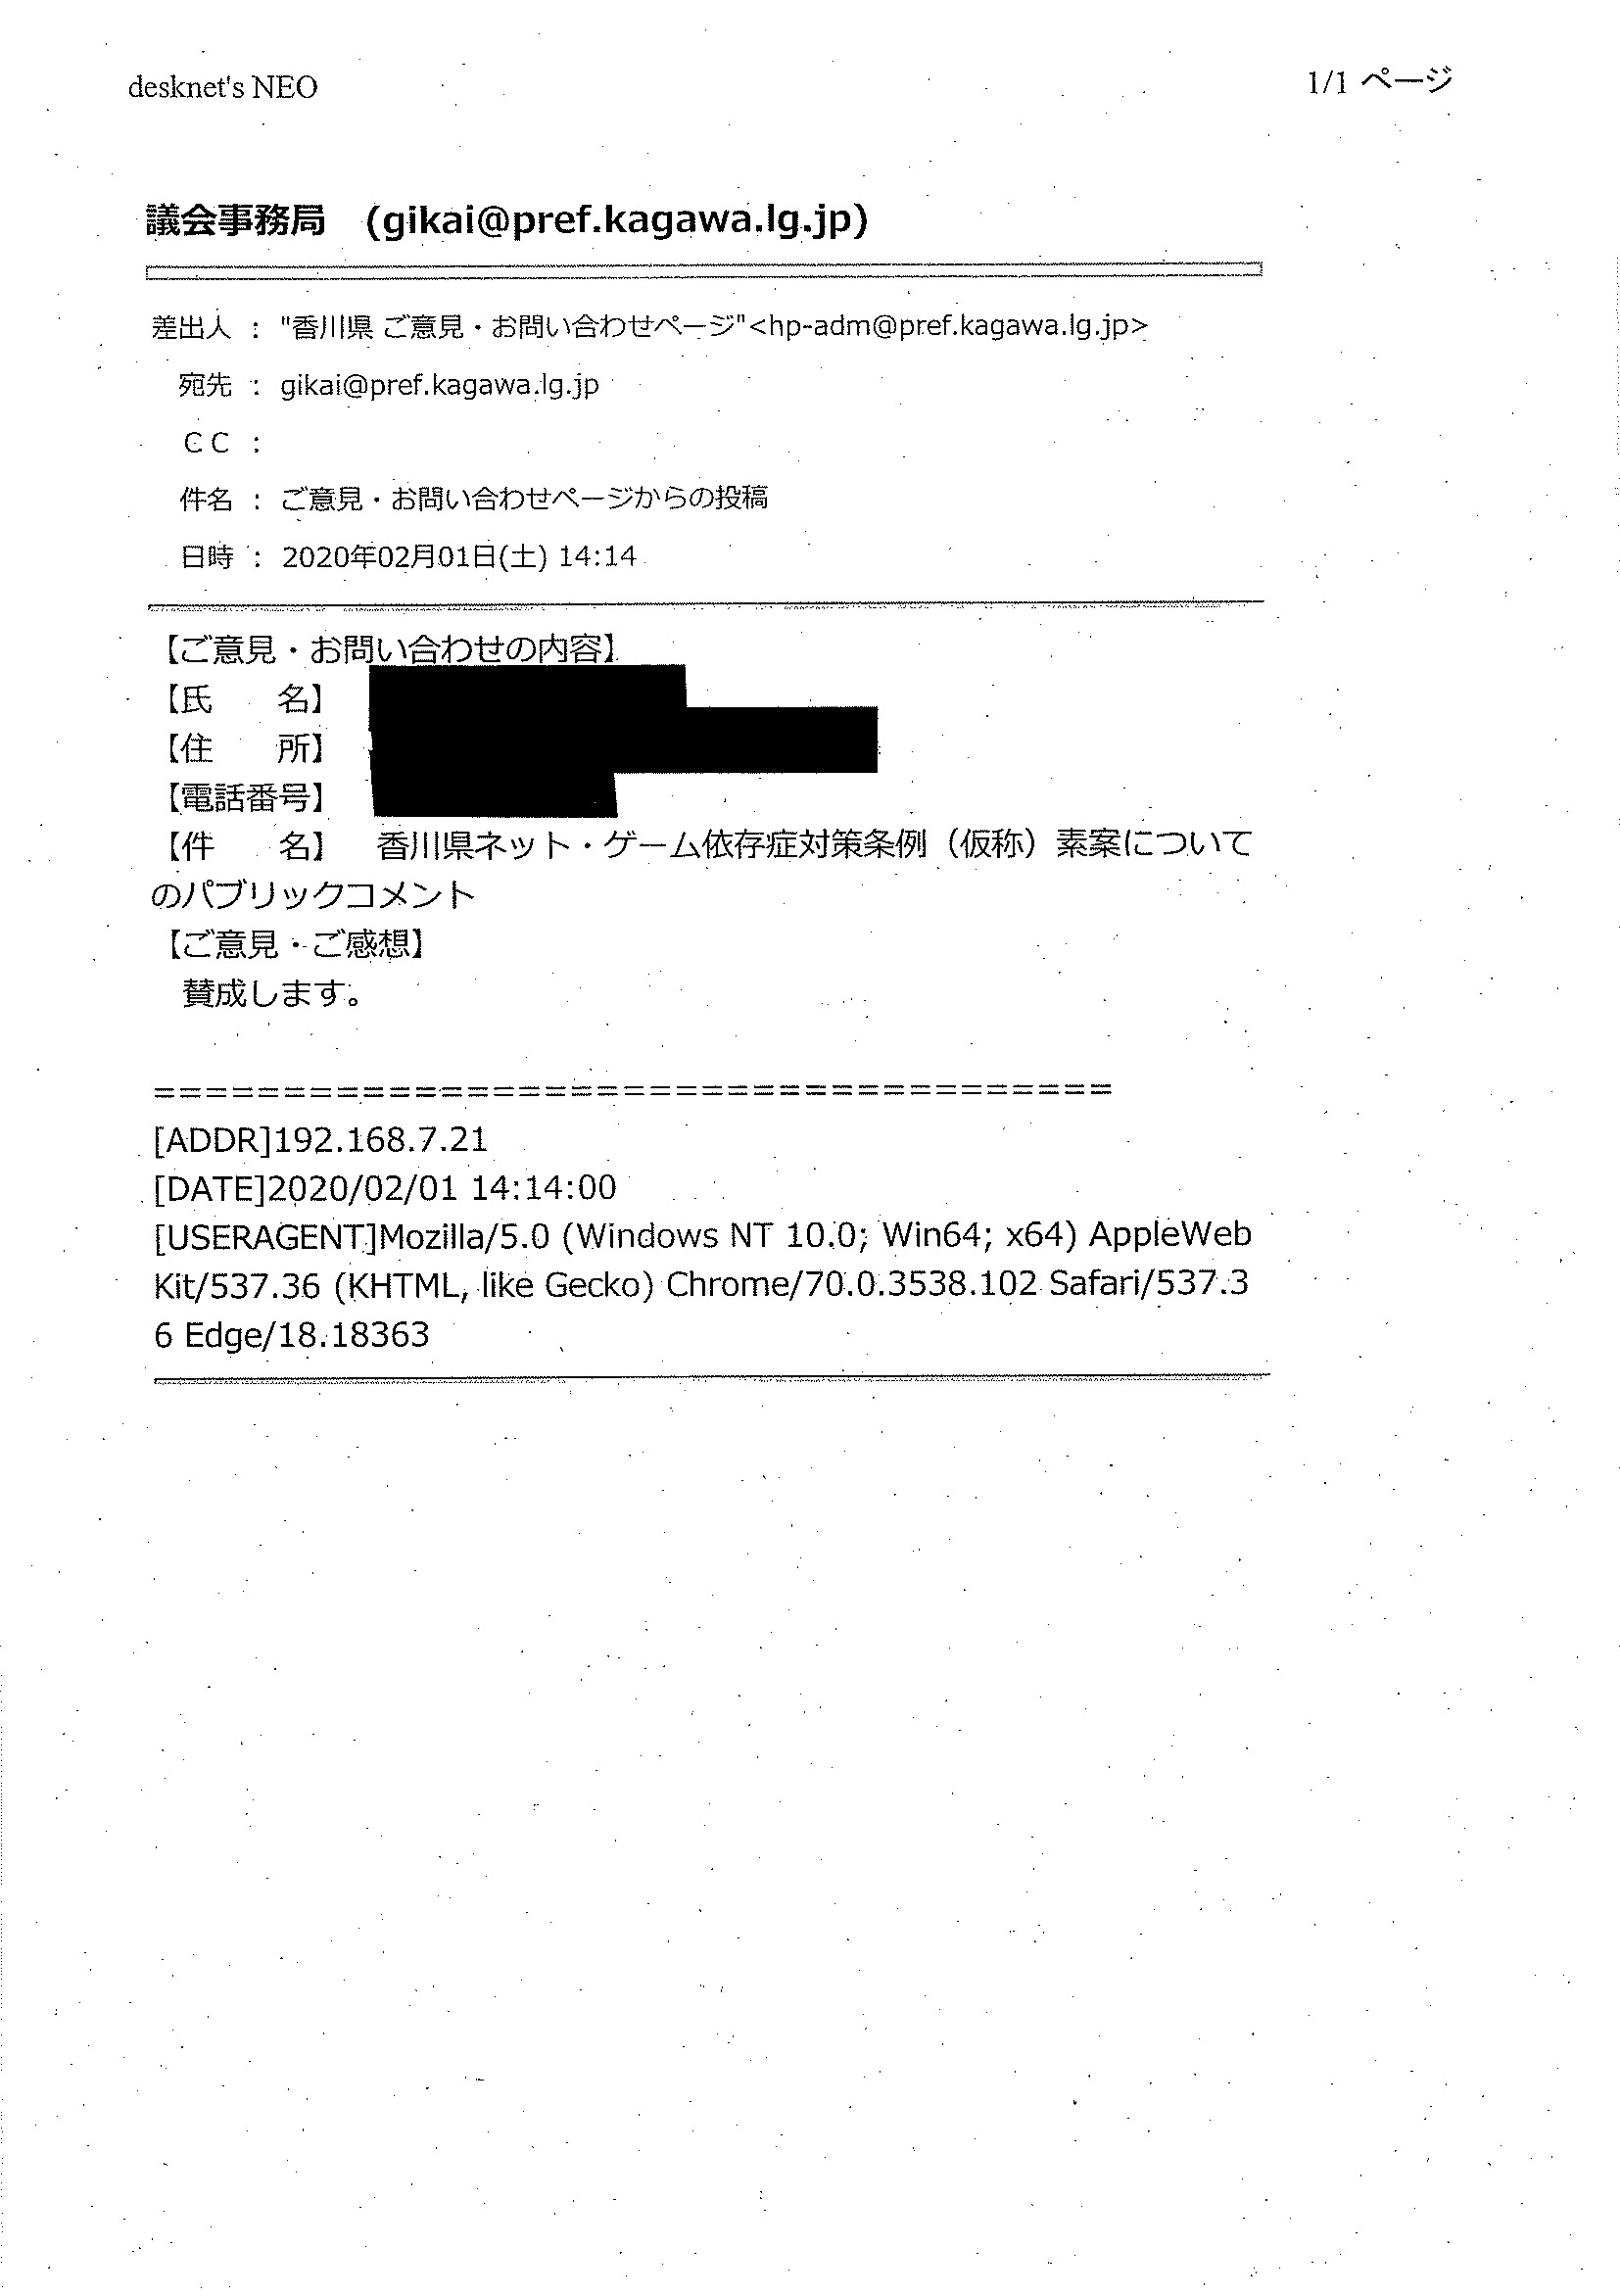 desknet's NEO
1/1 ページ
議会事務局　(gikai@pref.kagawa.lg.jp)
差出人 : "香川県 ご意見・お問い合わせページ"<hp-adm@pref.kagawa.lg.jp>
宛先 : gikai@pref.kagawa.lg.jp
ＣＣ :
件名 : ご意見・お問い合わせページからの投稿
日時 : 2020年02月01日(土) 14:14
【ご意見・お問い合わせの内容】
【氏　　名】
【住　　所】
【電話番号】
【件　　名】　香川県ネット・ゲーム依存症対策条例（仮称）素案について
のパブリックコメント
【ご意見・ご感想】
賛成します。
=====================================
[ADDR]192.168.7.21
[DATE]2020/02/01 14:14:00
[USERAGENT]Mozilla/5.0 (Windows NT 10.0; Win64; x64) AppleWeb
Kit/537.36 (KHTML, like Gecko) Chrome/70.0.3538.102 Safari/537.3
6 Edge/18.18363